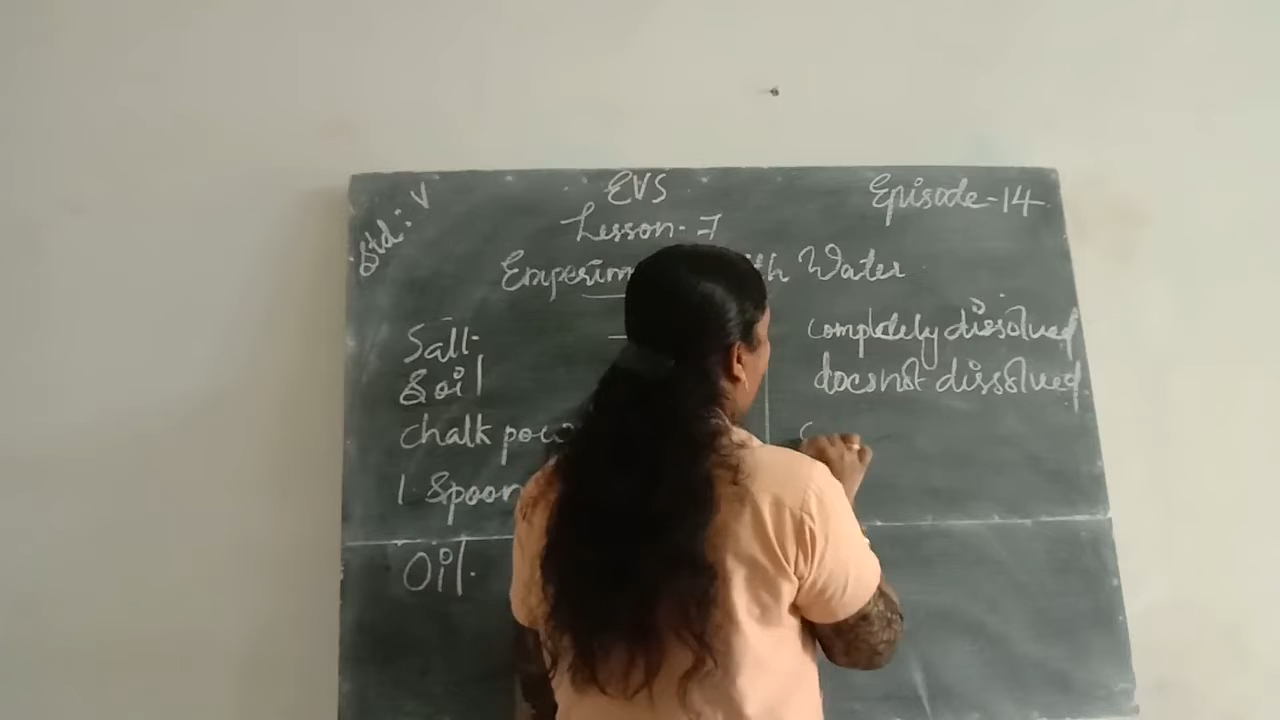 Std: V EVS Episode-14
Lesson-7
Experim th Water
Salt - completely dissolved
Soil doesnot disssolved
chalk pow
1 Spoon
Oil.